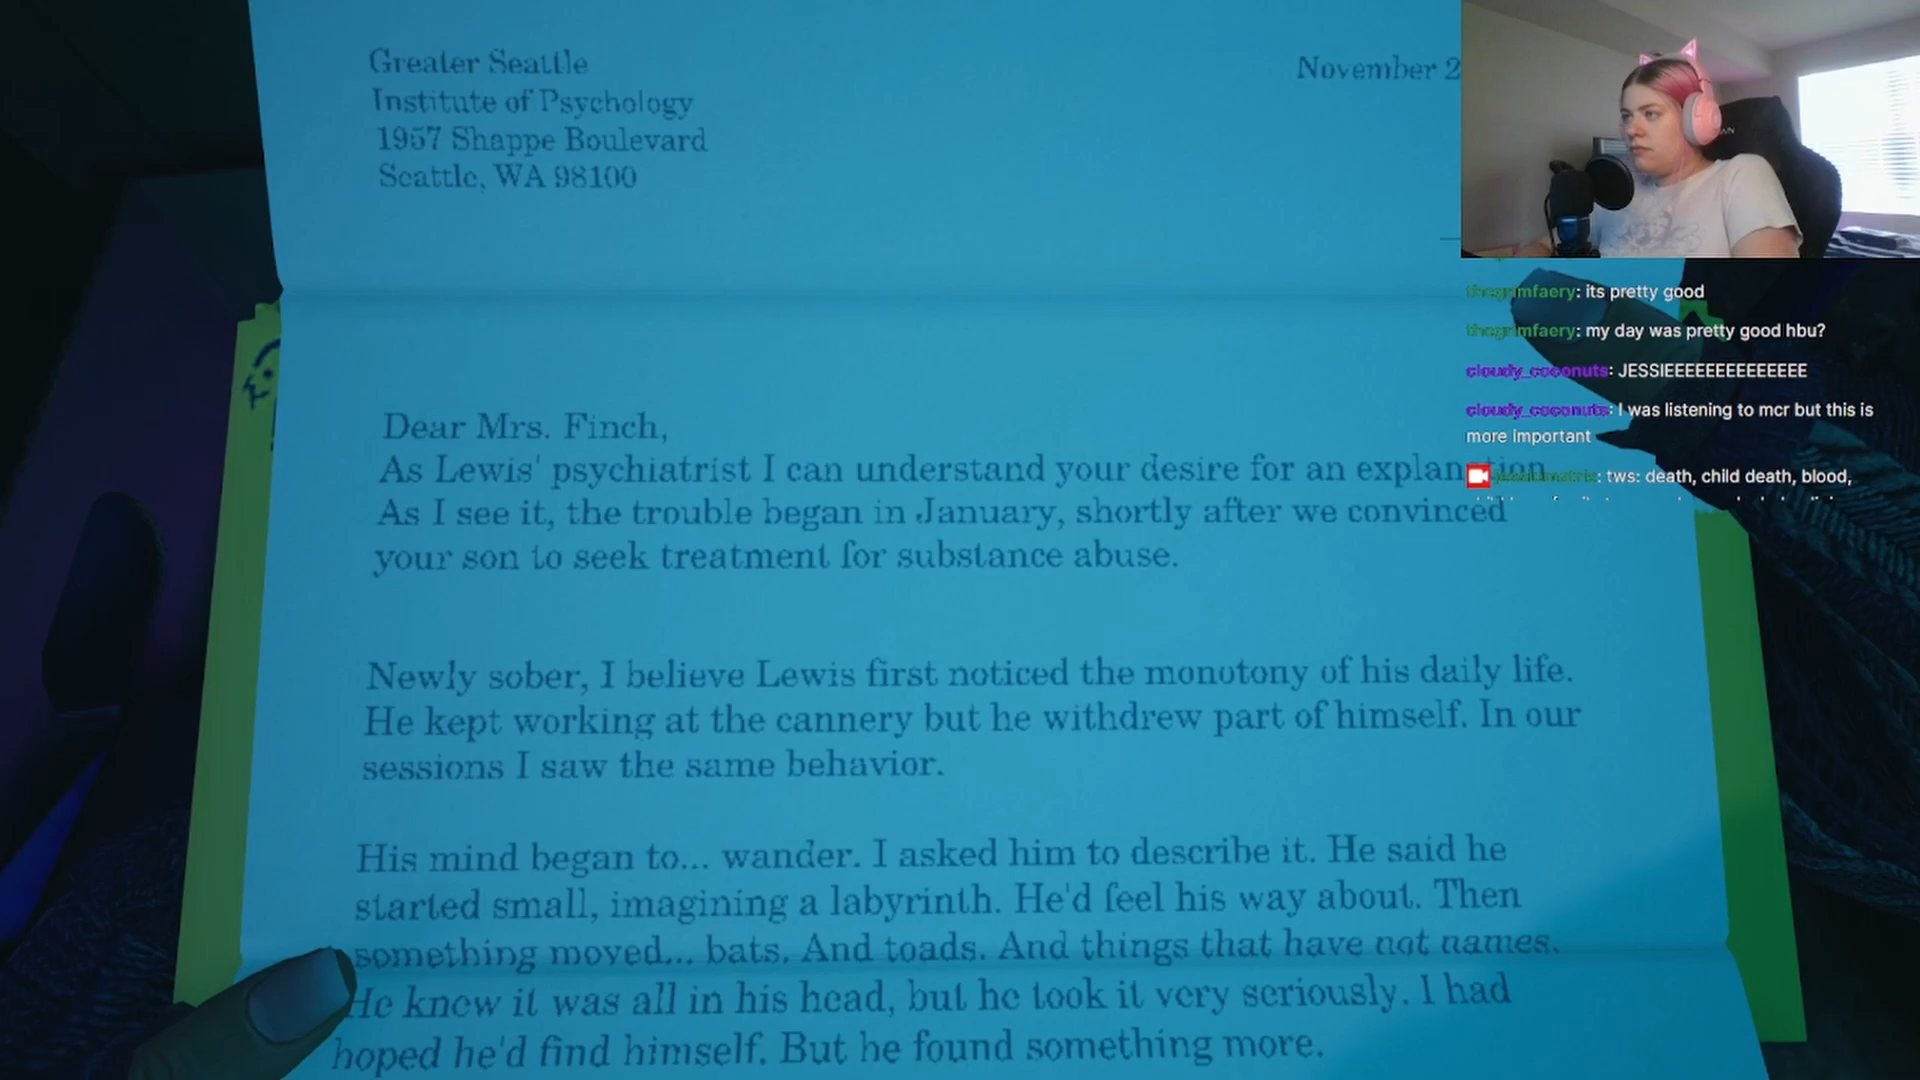 Greater Seattle
Institute of Psychology
1957 Shappe Boulevard
Seattle, WA 98100
November 2
Dear Mrs. Finch,
As Lewis' psychiatrist I can understand your desire for an
As I see it, the trouble began in January, shortly after we convinced
your son to seek treatment for substance abuse.
Newly sober, I believe Lewis first noticed the monotony of his daily life.
He kept working at the cannery but he withdrew part of himself. In our
sessions I saw the same behavior.
His mind began to... wander. I asked him to describe it. He said he
started small, imagining a labyrinth. He'd feel his way about. Then
something moved... bats. And toads. And things that have not names.
He knew it was all in his head, but he took it very seriously. I had
hoped he'd find himself. But he found something more.
thegrimfaery: its pretty good
thegrimfaery: my day was pretty good hbu?
cloudy_coconuts: JESSIEEEEEEEEEEEEEEE
cloudy_coconuts: I was listening to mcr but this is
more important
tws: death, child death, blood,